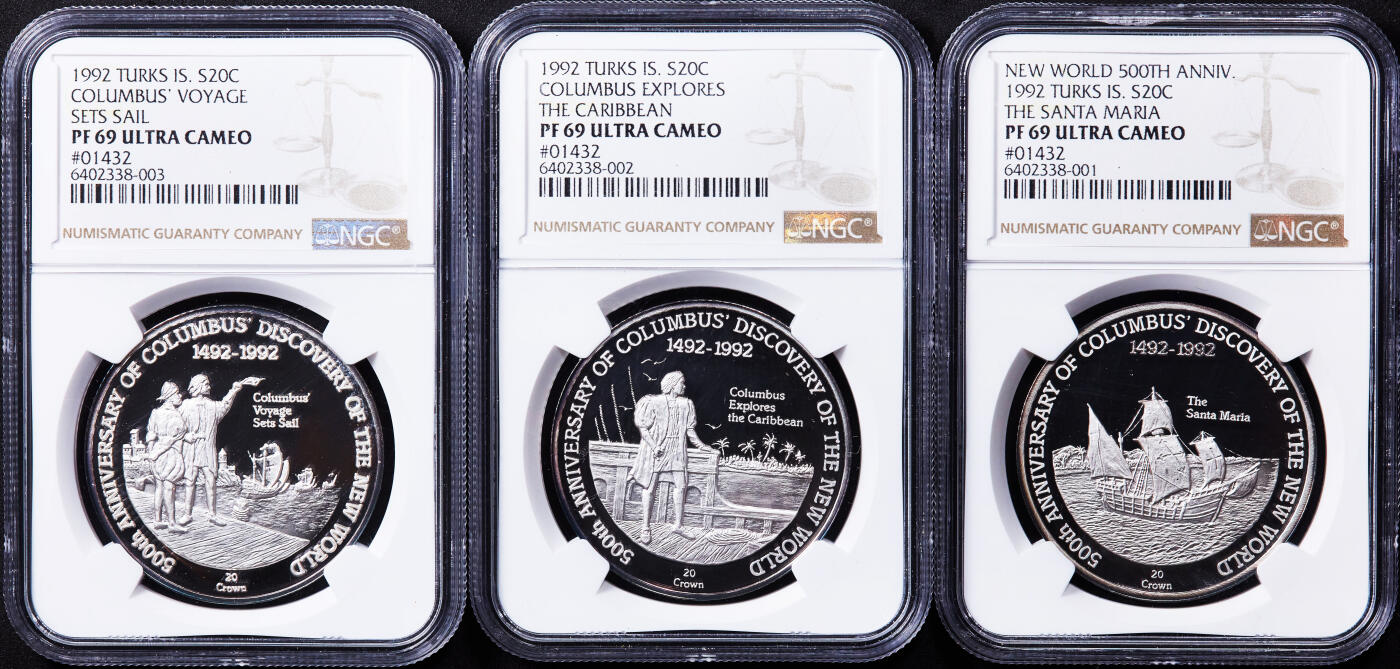 1992 TURKS IS. S20C
COLUMBUS' VOYAGE
SETS SAIL
PF 69 ULTRA CAMEO
#01432
6402338-003
NUMISMATIC GUARANTY COMPANY
NGC®
500th ANNIVERSARY OF COLUMBUS' DISCOVERY OF THE NEW WORLD
1492-1992
Columbus'
Voyage
Sets Sail
20
Crown
1992 TURKS IS. S20C
COLUMBUS EXPLORES
THE CARIBBEAN
PF 69 ULTRA CAMEO
#01432
6402338-002
NUMISMATIC GUARANTY COMPANY
NGC®
500th ANNIVERSARY OF COLUMBUS' DISCOVERY OF THE NEW WORLD
1492-1992
Columbus
Explores
the Caribbean
20
Crown
NEW WORLD 500TH ANNIV.
1992 TURKS IS. S20C
THE SANTA MARIA
PF 69 ULTRA CAMEO
#01432
6402338-001
NUMISMATIC GUARANTY COMPANY
NGC®
500th ANNIVERSARY OF COLUMBUS' DISCOVERY OF THE NEW WORLD
1492-1992
The
Santa Maria
20
Crown